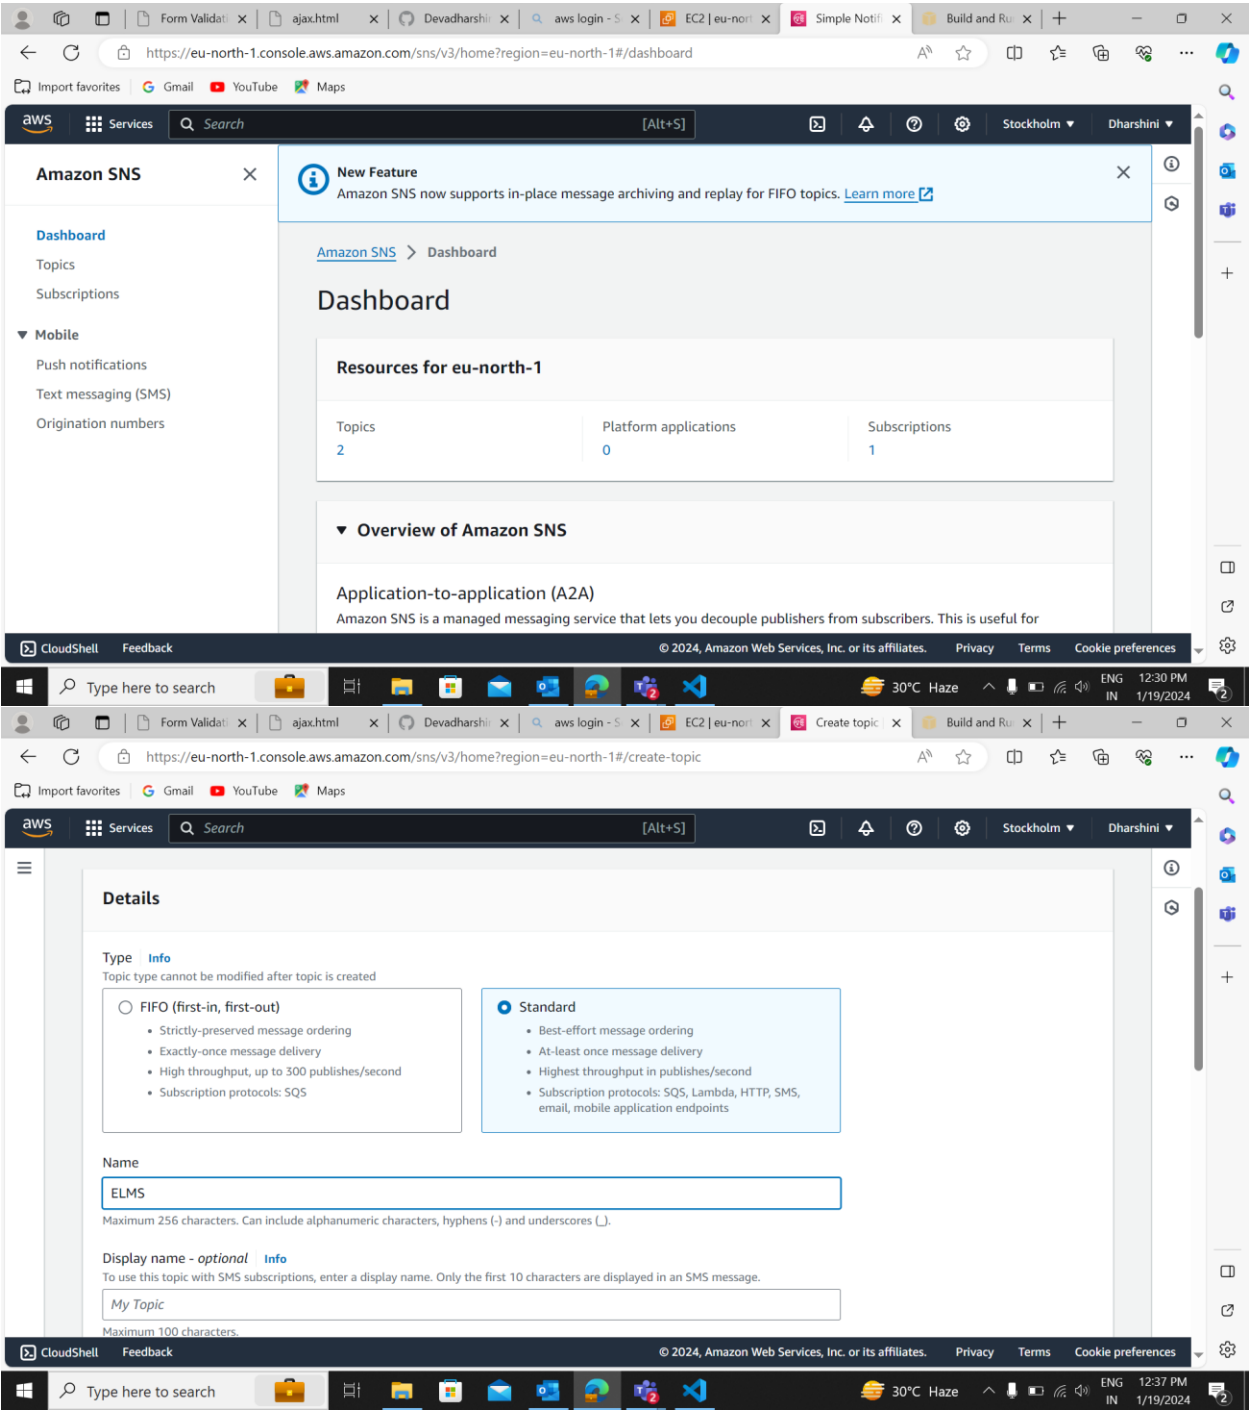 Form Validati
ajax.html
Devadharshin
aws login - S
EC2 | eu-nort
Simple Notifi
Build and Ru
https://eu-north-1.console.aws.amazon.com/sns/v3/home?region=eu-north-1#/dashboard
Import favorites
Gmail
YouTube
Maps
aws
Services
Search
[Alt+S]
Stockholm
Dharshini
Amazon SNS
New Feature
Amazon SNS now supports in-place message archiving and replay for FIFO topics. Learn more
Dashboard
Topics
Subscriptions
Mobile
Push notifications
Text messaging (SMS)
Origination numbers
Amazon SNS > Dashboard
Dashboard
Resources for eu-north-1
Topics
2
Platform applications
0
Subscriptions
1
Overview of Amazon SNS
Application-to-application (A2A)
Amazon SNS is a managed messaging service that lets you decouple publishers from subscribers. This is useful for
CloudShell
Feedback
© 2024, Amazon Web Services, Inc. or its affiliates.
Privacy
Terms
Cookie preferences
Type here to search
2
30°C Haze
ENG
IN
12:30 PM
1/19/2024
2
Form Validati
ajax.html
Devadharshin
aws login - S
EC2 | eu-nort
Create topic |
Build and Ru
https://eu-north-1.console.aws.amazon.com/sns/v3/home?region=eu-north-1#/create-topic
Import favorites
Gmail
YouTube
Maps
aws
Services
Search
[Alt+S]
Stockholm
Dharshini
Details
Type
Info
Topic type cannot be modified after topic is created
FIFO (first-in, first-out)
• Strictly-preserved message ordering
• Exactly-once message delivery
• High throughput, up to 300 publishes/second
• Subscription protocols: SQS
Standard
• Best-effort message ordering
• At-least once message delivery
• Highest throughput in publishes/second
• Subscription protocols: SQS, Lambda, HTTP, SMS,
email, mobile application endpoints
Name
ELMS
Maximum 256 characters. Can include alphanumeric characters, hyphens (-) and underscores (_).
Display name - optional
Info
To use this topic with SMS subscriptions, enter a display name. Only the first 10 characters are displayed in an SMS message.
My Topic
Maximum 100 characters.
CloudShell
Feedback
© 2024, Amazon Web Services, Inc. or its affiliates.
Privacy
Terms
Cookie preferences
Type here to search
2
30°C Haze
ENG
IN
12:37 PM
1/19/2024
2